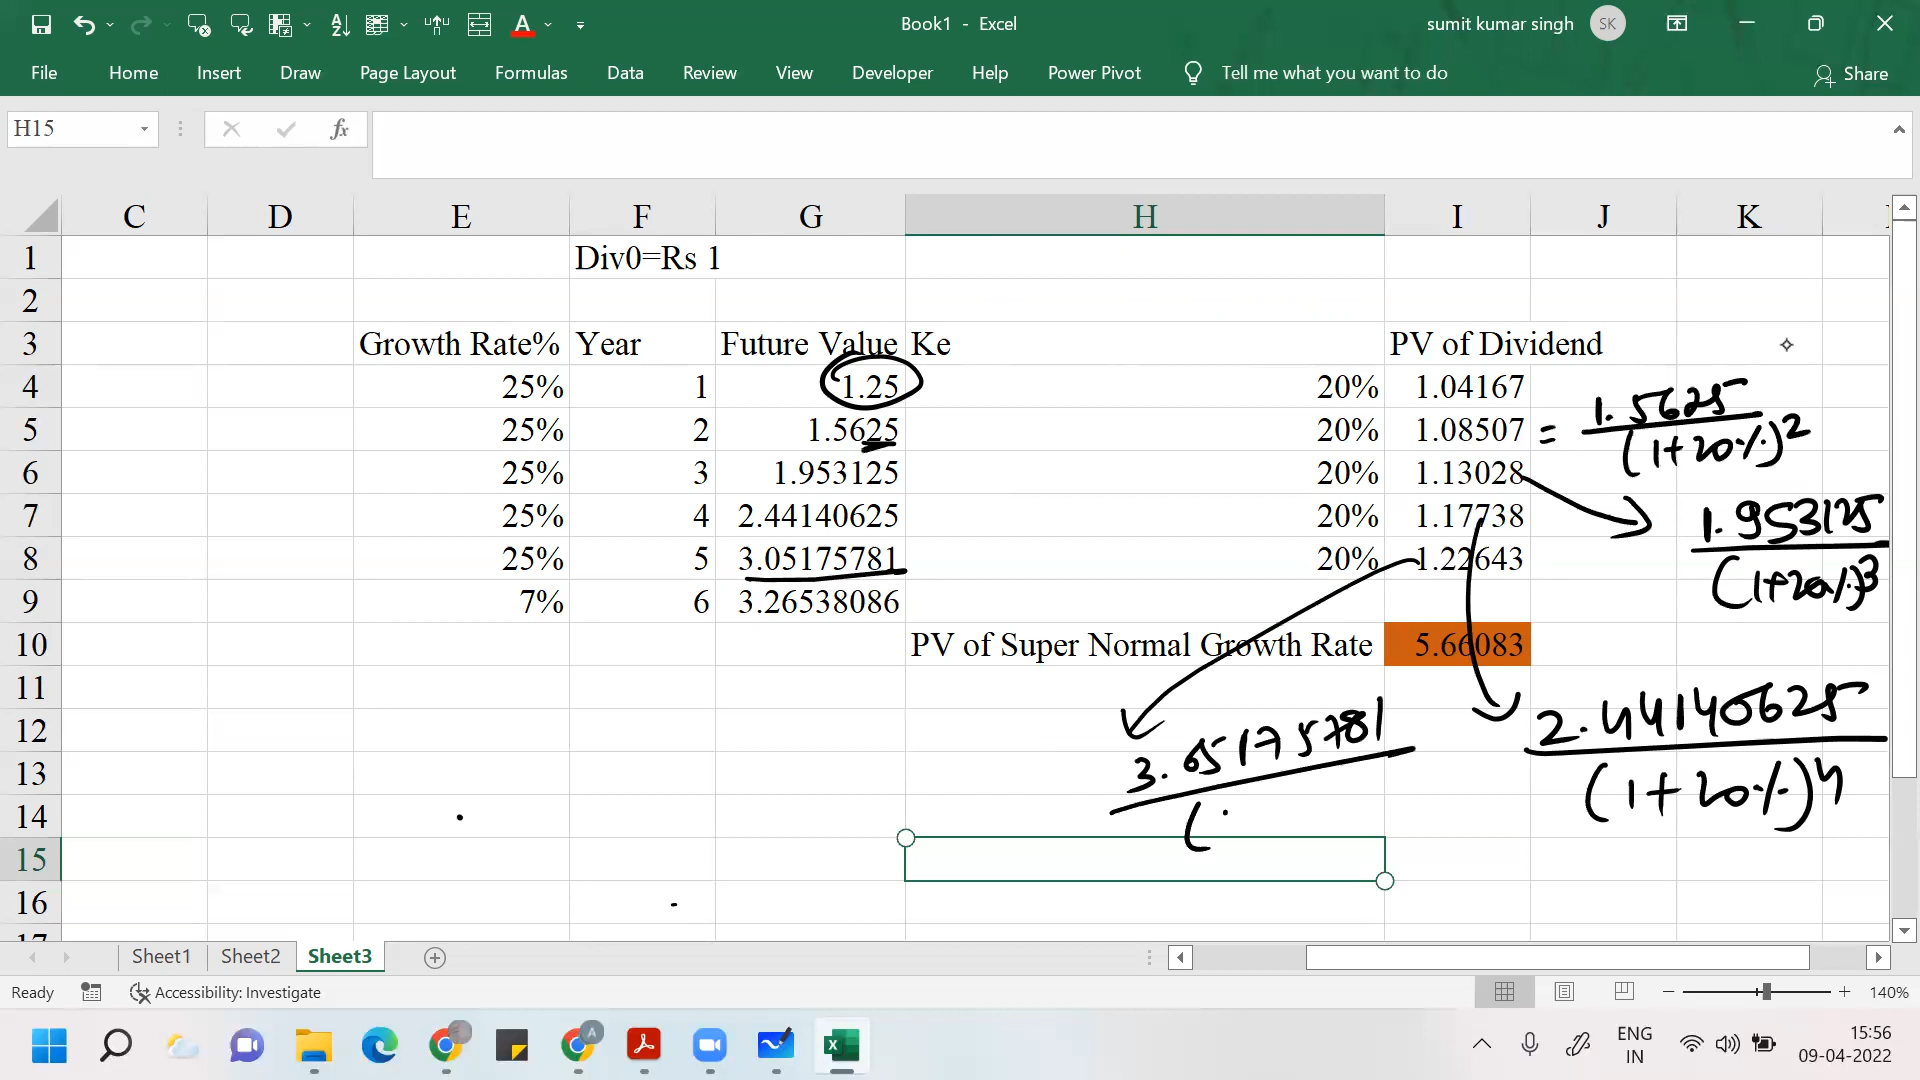 Book1 - Excel
sumit kumar singh
SK
File Home Insert Draw Page Layout Formulas Data Review View Developer Help Power Pivot Tell me what you want to do Share
H15
fx
C D E F G H I J K
1 Div0=Rs 1
2
3 Growth Rate% Year Future Value Ke PV of Dividend
4 25% 1 1.25 20% 1.04167
5 25% 2 1.5625 20% 1.08507
= 1.5625
(1+20%)2
6 25% 3 1.953125 20% 1.13028
7 25% 4 2.44140625 20% 1.17738
1.953125
(1+20%)3
8 25% 5 3.05175781 20% 1.22643
9 7% 6 3.26538086
10 PV of Super Normal Growth Rate 5.66083
11
12
2.44140625
(1+20%)4
3.05175781
(
13
14
15
16
17
Sheet1 Sheet2 Sheet3
Ready Accessibility: Investigate 140%
A
ENG
IN
15:56
09-04-2022